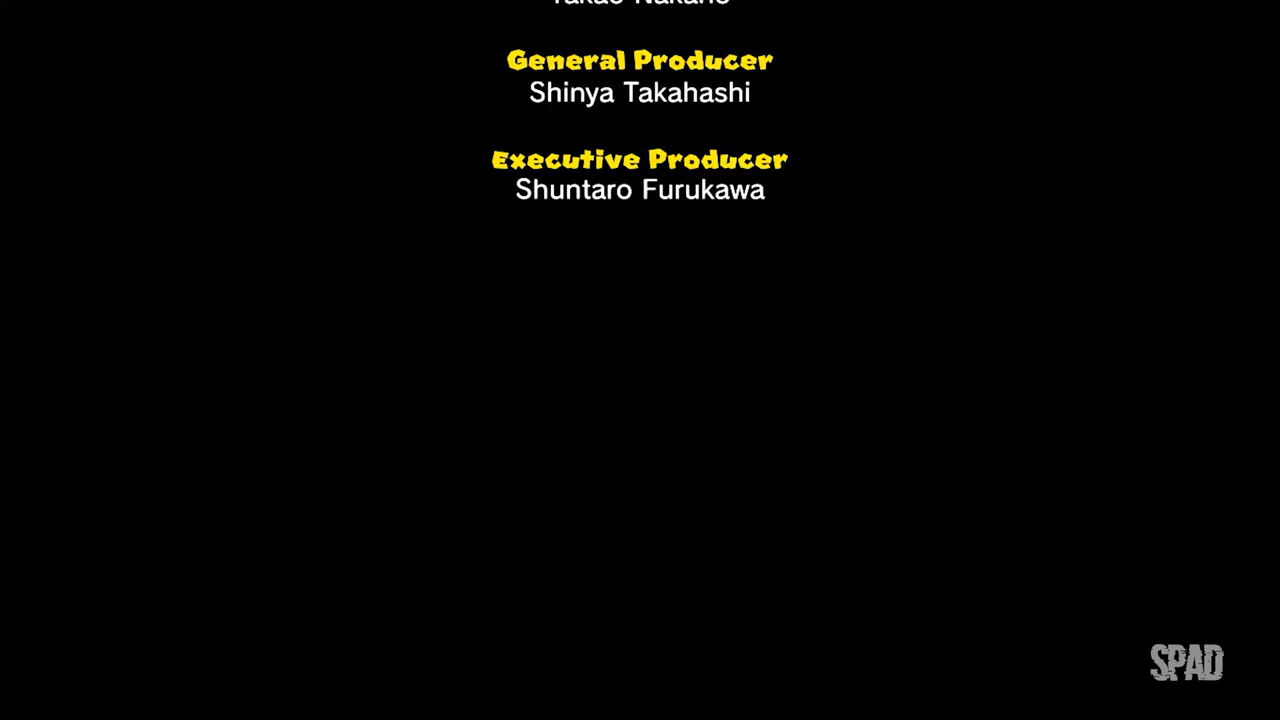 General Producer
Shinya Takahashi
Executive Producer
Shuntaro Furukawa
SPAD